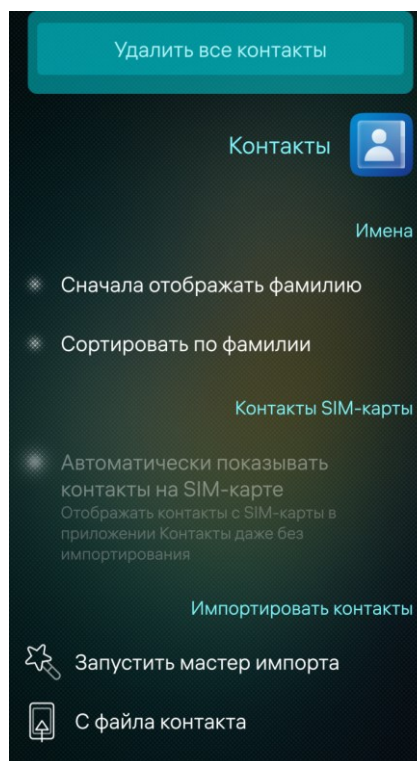 Удалить все контакты
Контакты
Имена
Сначала отображать фамилию
Сортировать по фамилии
Контакты SIM-карты
Автоматически показывать
контакты на SIM-карте
Отображать контакты с SIM-карты в
приложении Контакты даже без
импортирования
Импортировать контакты
Запустить мастер импорта
С файла контакта